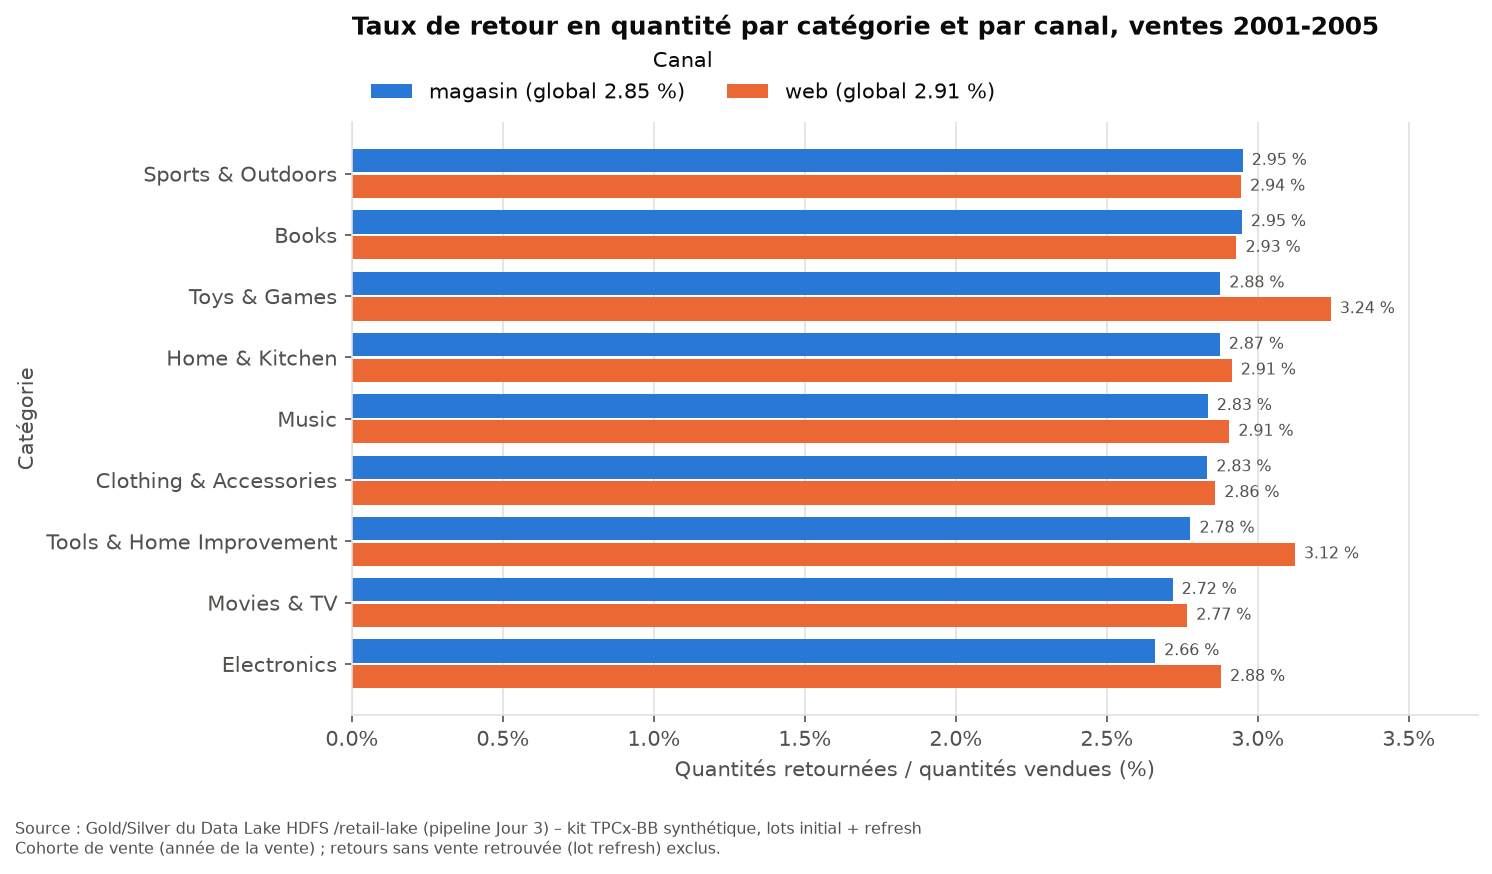 Taux de retour en quantité par catégorie et par canal, ventes 2001-2005
Canal
magasin (global 2.85 %)
web (global 2.91 %)
Catégorie
Sports & Outdoors
2.95 %
2.94 %
Books
2.95 %
2.93 %
Toys & Games
2.88 %
3.24 %
Home & Kitchen
2.87 %
2.91 %
Music
2.83 %
2.91 %
Clothing & Accessories
2.83 %
2.86 %
Tools & Home Improvement
2.78 %
3.12 %
Movies & TV
2.72 %
2.77 %
Electronics
2.66 %
2.88 %
0.0% 0.5% 1.0% 1.5% 2.0% 2.5% 3.0% 3.5%
Quantités retournées / quantités vendues (%)
Source : Gold/Silver du Data Lake HDFS /retail-lake (pipeline Jour 3) – kit TPCx-BB synthétique, lots initial + refresh
Cohorte de vente (année de la vente) ; retours sans vente retrouvée (lot refresh) exclus.